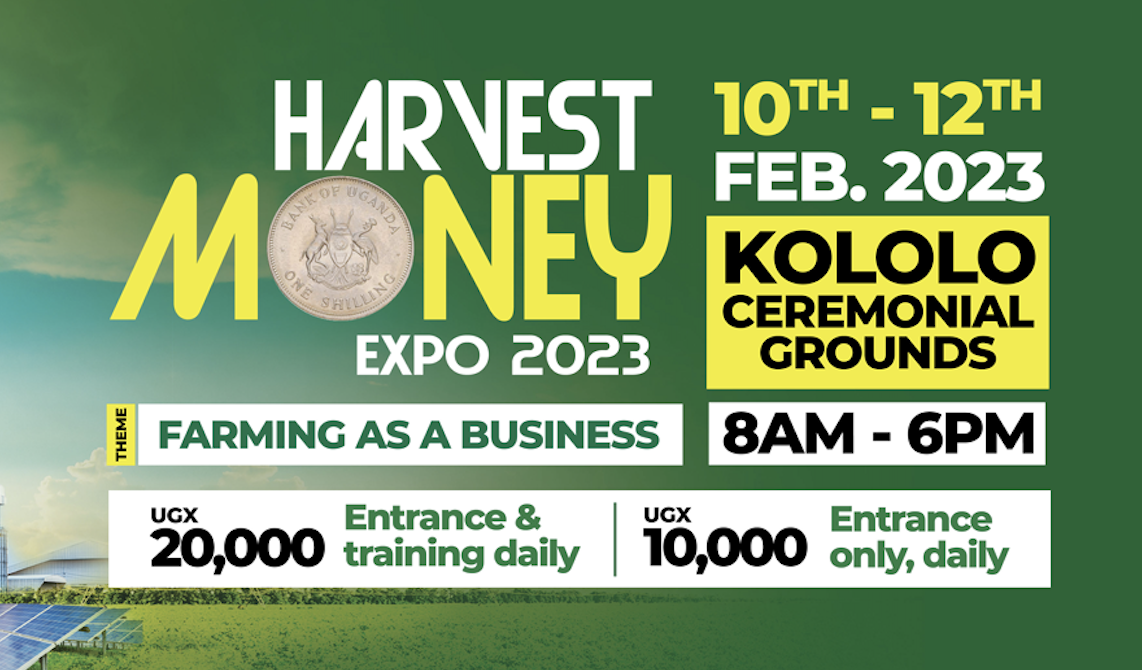 HARVEST
MONEY
BANK OF UGANDA
ONE SHILLING
EXPO 2023
10TH - 12TH
FEB. 2023
KOLOLO
CEREMONIAL
GROUNDS
THEME
FARMING AS A BUSINESS
8AM - 6PM
UGX
20,000
Entrance &
training daily
UGX
10,000
Entrance
only, daily